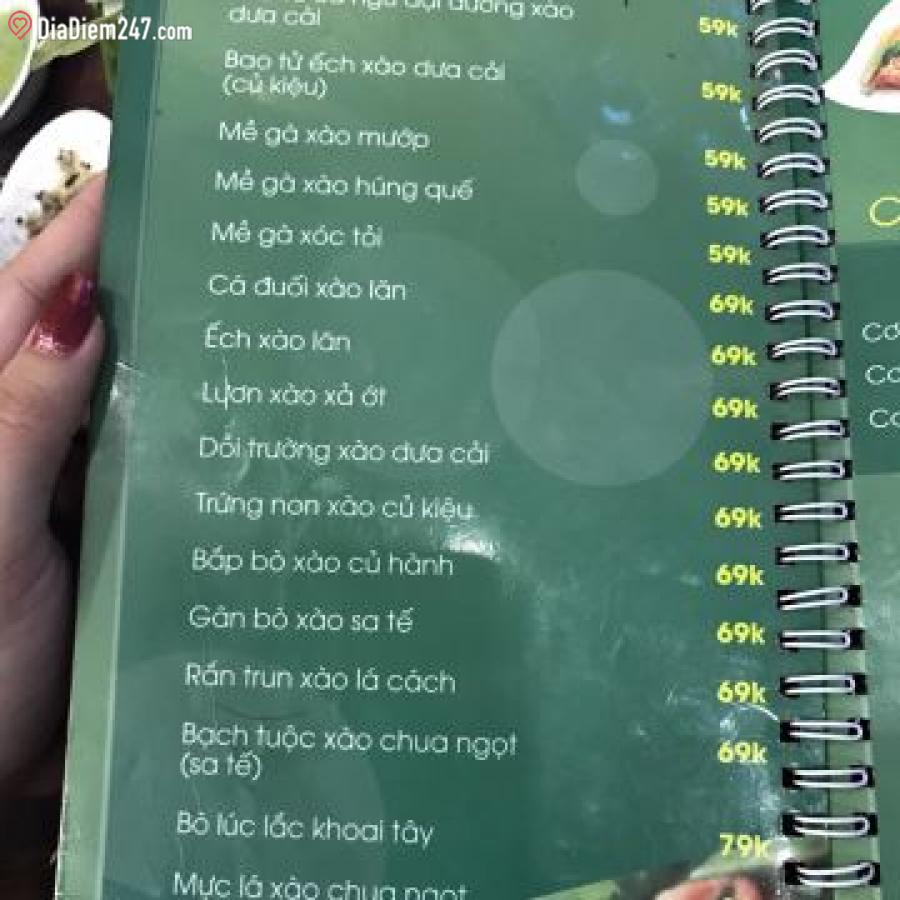 DiaDiem247.com
ngừ đại dương xào
dưa cải 59k
Bao tử ếch xào dưa cải
(củ kiệu) 59k
Mề gà xào mướp 59k
Mề gà xào húng quế 59k
Mề gà xóc tỏi 59k
Cá đuối xào lăn 69k
Ếch xào lăn 69k
Lươn xào xả ớt 69k
Dồi trường xào dưa cải 69k
Trứng non xào củ kiệu 69k
Bắp bò xào củ hành 69k
Gân bò xào sa tế 69k
Rắn trun xào lá cách 69k
Bạch tuộc xào chua ngọt
(sa tế) 69k
Bò lúc lắc khoai tây 79k
Mực lá xào chua ngọt